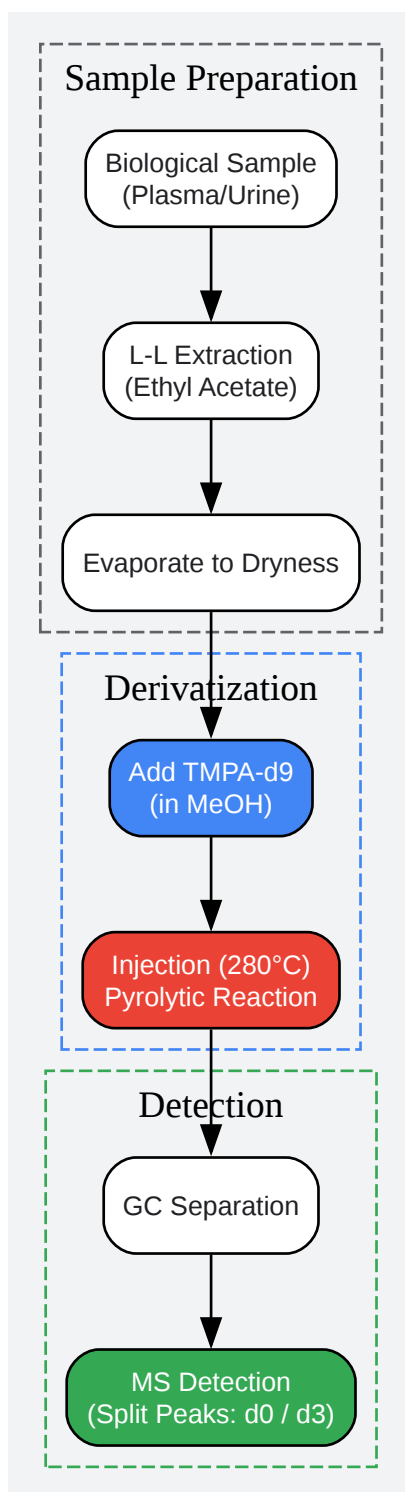 Sample Preparation
Biological Sample
(Plasma/Urine)
L-L Extraction
(Ethyl Acetate)
Evaporate to Dryness
Derivatization
Add TMPA-d9
(in MeOH)
Injection (280°C)
Pyrolytic Reaction
Detection
GC Separation
MS Detection
(Split Peaks: d0 / d3)